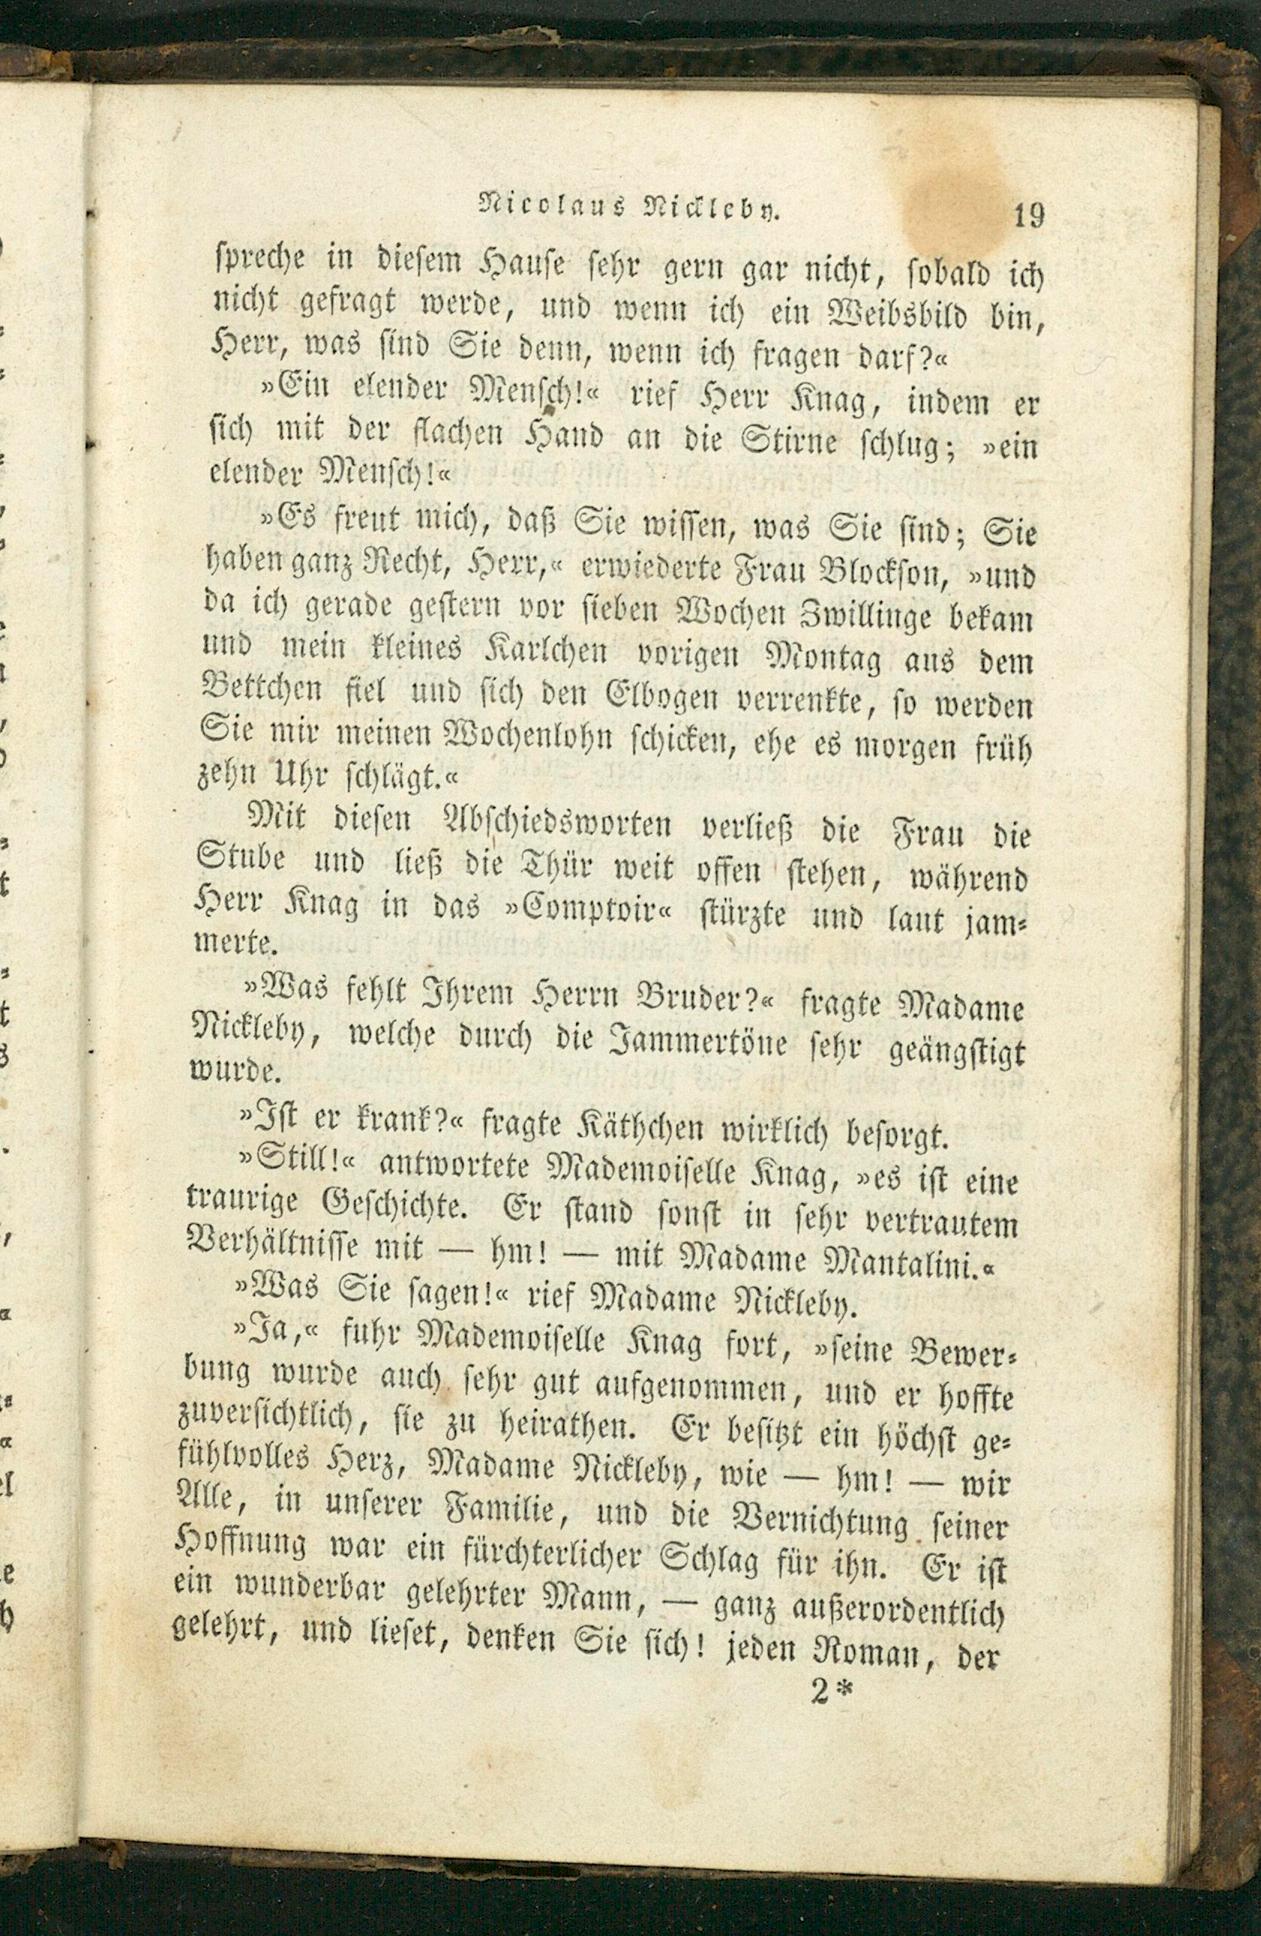 Nicolaus Nickleby.
19
spreche in diesem Hause sehr gern gar nicht, sobald ich
nicht gefragt werde, und wenn ich ein Weibsbild bin,
Herr, was sind Sie denn, wenn ich fragen darf?«
»Ein elender Mensch!« rief Herr Knag, indem er
sich mit der flachen Hand an die Stirne schlug; »ein
elender Mensch!«
»Es freut mich, daß Sie wissen, was Sie sind; Sie
haben ganz Recht, Herr,« erwiederte Frau Blockson, »und
da ich gerade gestern vor sieben Wochen Zwillinge bekam
und mein kleines Karlchen vorigen Montag aus dem
Bettchen fiel und sich den Elbogen verrenkte, so werden
Sie mir meinen Wochenlohn schicken, ehe es morgen früh
zehn Uhr schlägt.«
Mit diesen Abschiedsworten verließ die Frau die
Stube und ließ die Thür weit offen stehen, während
Herr Knag in das »Comptoir« stürzte und laut jam-
merte.
»Was fehlt Ihrem Herrn Bruder?« fragte Madame
Nickleby, welche durch die Jammertöne sehr geängstigt
wurde.
»Ist er krank?« fragte Käthchen wirklich besorgt.
»Still!« antwortete Mademoiselle Knag, »es ist eine
traurige Geschichte. Er stand sonst in sehr vertrautem
Verhältnisse mit — hm! — mit Madame Mantalini.«
»Was Sie sagen!« rief Madame Nickleby.
»Ja,« fuhr Mademoiselle Knag fort, »seine Bewer-
bung wurde auch sehr gut aufgenommen, und er hoffte
zuversichtlich, sie zu heirathen. Er besitzt ein höchst ge-
fühlvolles Herz, Madame Nickleby, wie — hm! — wir
Alle, in unserer Familie, und die Vernichtung seiner
Hoffnung war ein fürchterlicher Schlag für ihn. Er ist
ein wunderbar gelehrter Mann, — ganz außerordentlich
gelehrt, und lieset, denken Sie sich! jeden Roman, der
2*